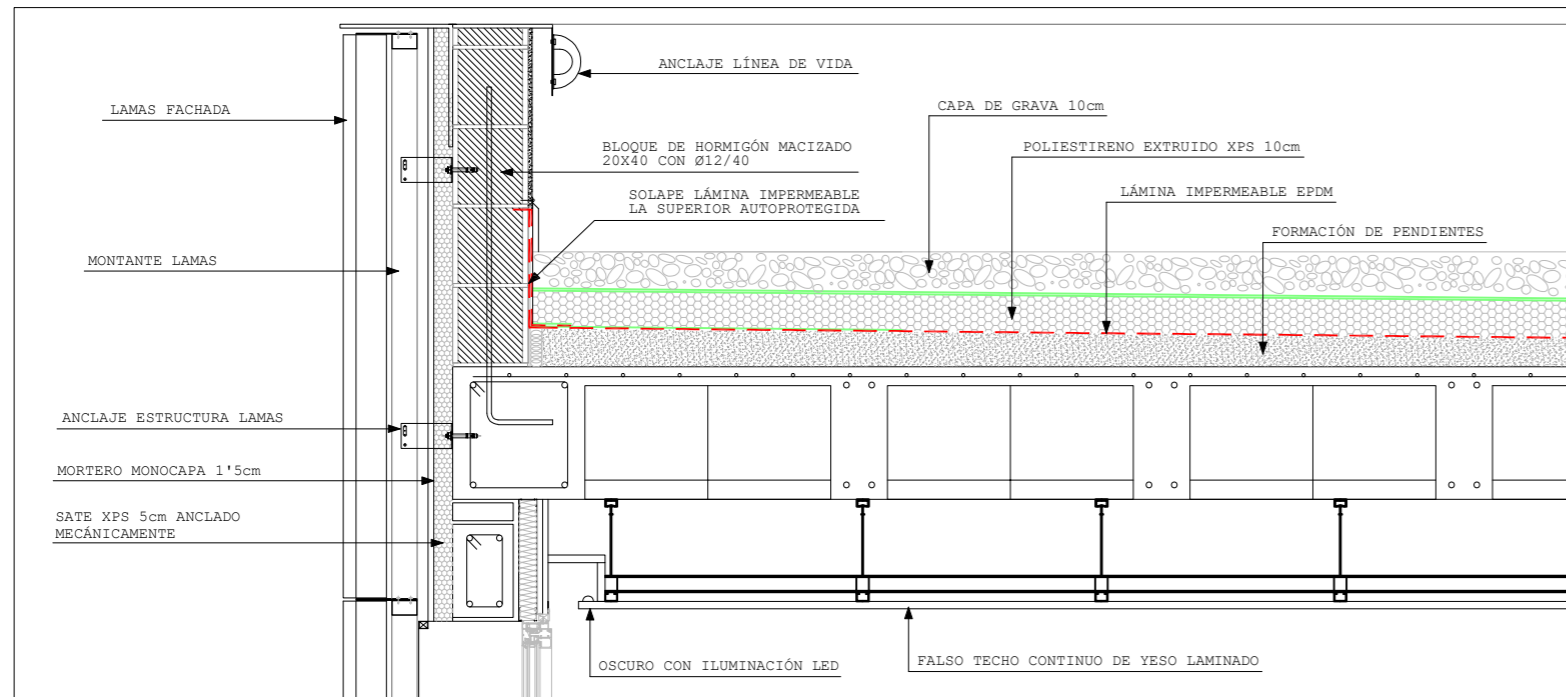 ANCLAJE LÍNEA DE VIDA
LAMAS FACHADA
CAPA DE GRAVA 10cm
BLOQUE DE HORMIGÓN MACIZADO
20X40 CON Ø12/40
POLIESTIRENO EXTRUIDO XPS 10cm
SOLAPE LÁMINA IMPERMEABLE
LA SUPERIOR AUTOPROTEGIDA
LÁMINA IMPERMEABLE EPDM
FORMACIÓN DE PENDIENTES
MONTANTE LAMAS
ANCLAJE ESTRUCTURA LAMAS
MORTERO MONOCAPA 1'5cm
SATE XPS 5cm ANCLADO
MECÁNICAMENTE
OSCURO CON ILUMINACIÓN LED
FALSO TECHO CONTINUO DE YESO LAMINADO